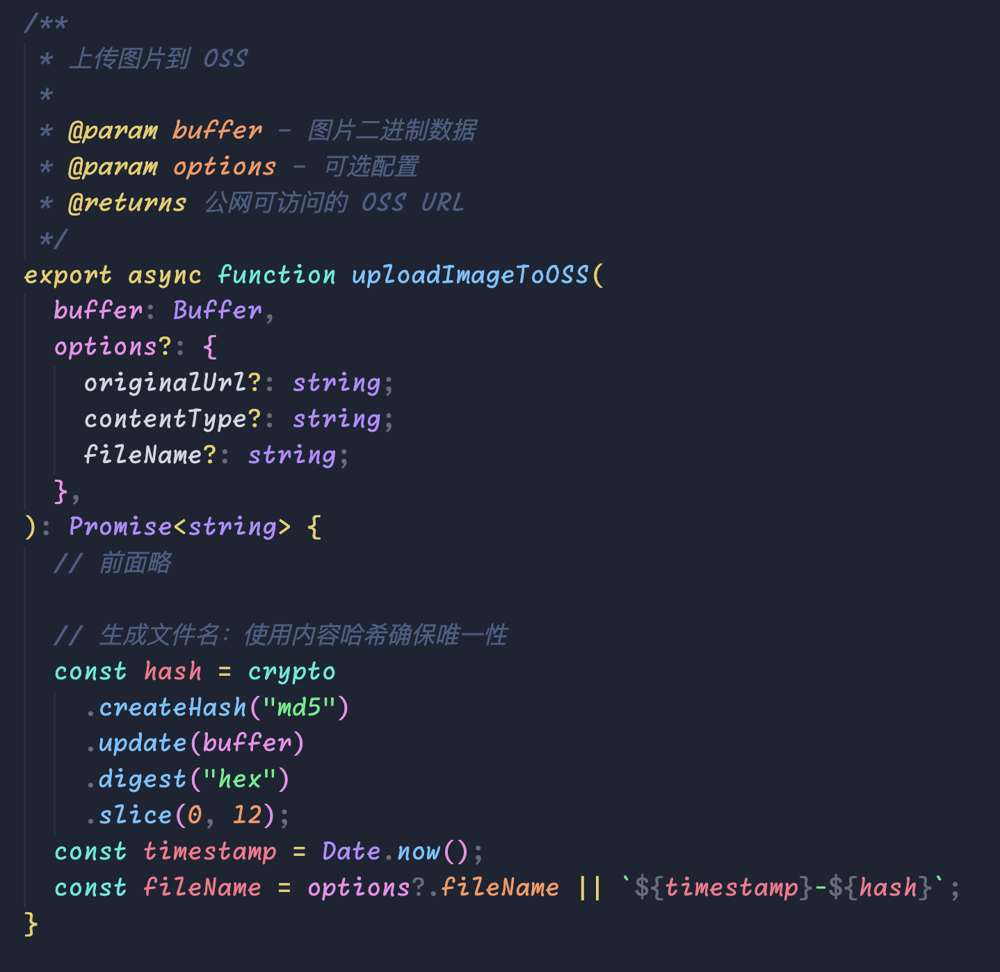 /**
 * 上传图片到 OSS
 *
 * @param buffer - 图片二进制数据
 * @param options - 可选配置
 * @returns 公网可访问的 OSS URL
 */
export async function uploadImageToOSS(
  buffer: Buffer,
  options?: {
    originalUrl?: string;
    contentType?: string;
    fileName?: string;
  },
): Promise<string> {
  // 前面略

  // 生成文件名：使用内容哈希确保唯一性
  const hash = crypto
    .createHash("md5")
    .update(buffer)
    .digest("hex")
    .slice(0, 12);
  const timestamp = Date.now();
  const fileName = options?.fileName || `${timestamp}-${hash}`;
}